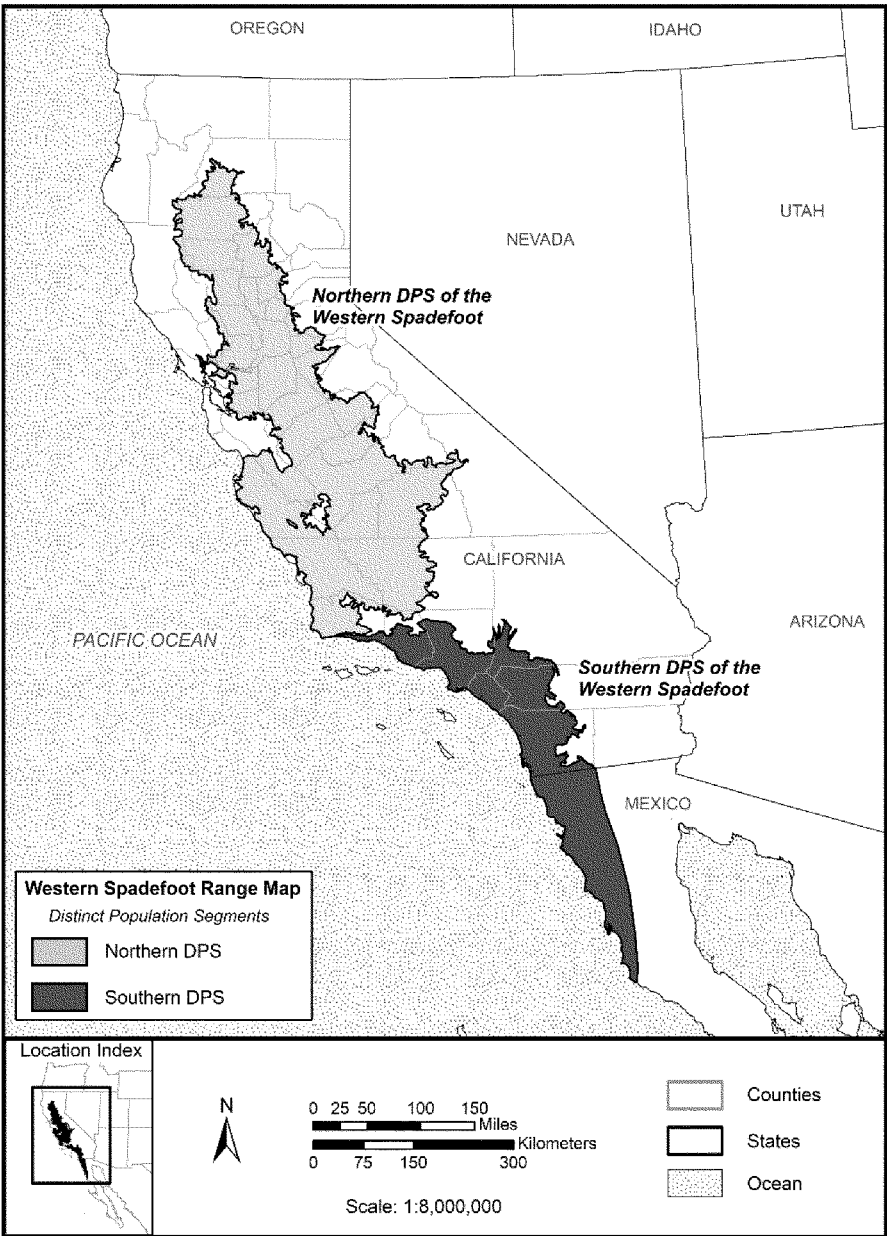 OREGON
IDAHO
UTAH
NEVADA
Northern DPS of the
Western Spadefoot
CALIFORNIA
ARIZONA
PACIFIC OCEAN
Southern DPS of the
Western Spadefoot
MEXICO
Western Spadefoot Range Map
Distinct Population Segments
Northern DPS
Southern DPS
Location Index
N
0 25 50 100 150
Miles
Kilometers
0 75 150 300
Scale: 1:8,000,000
Counties
States
Ocean